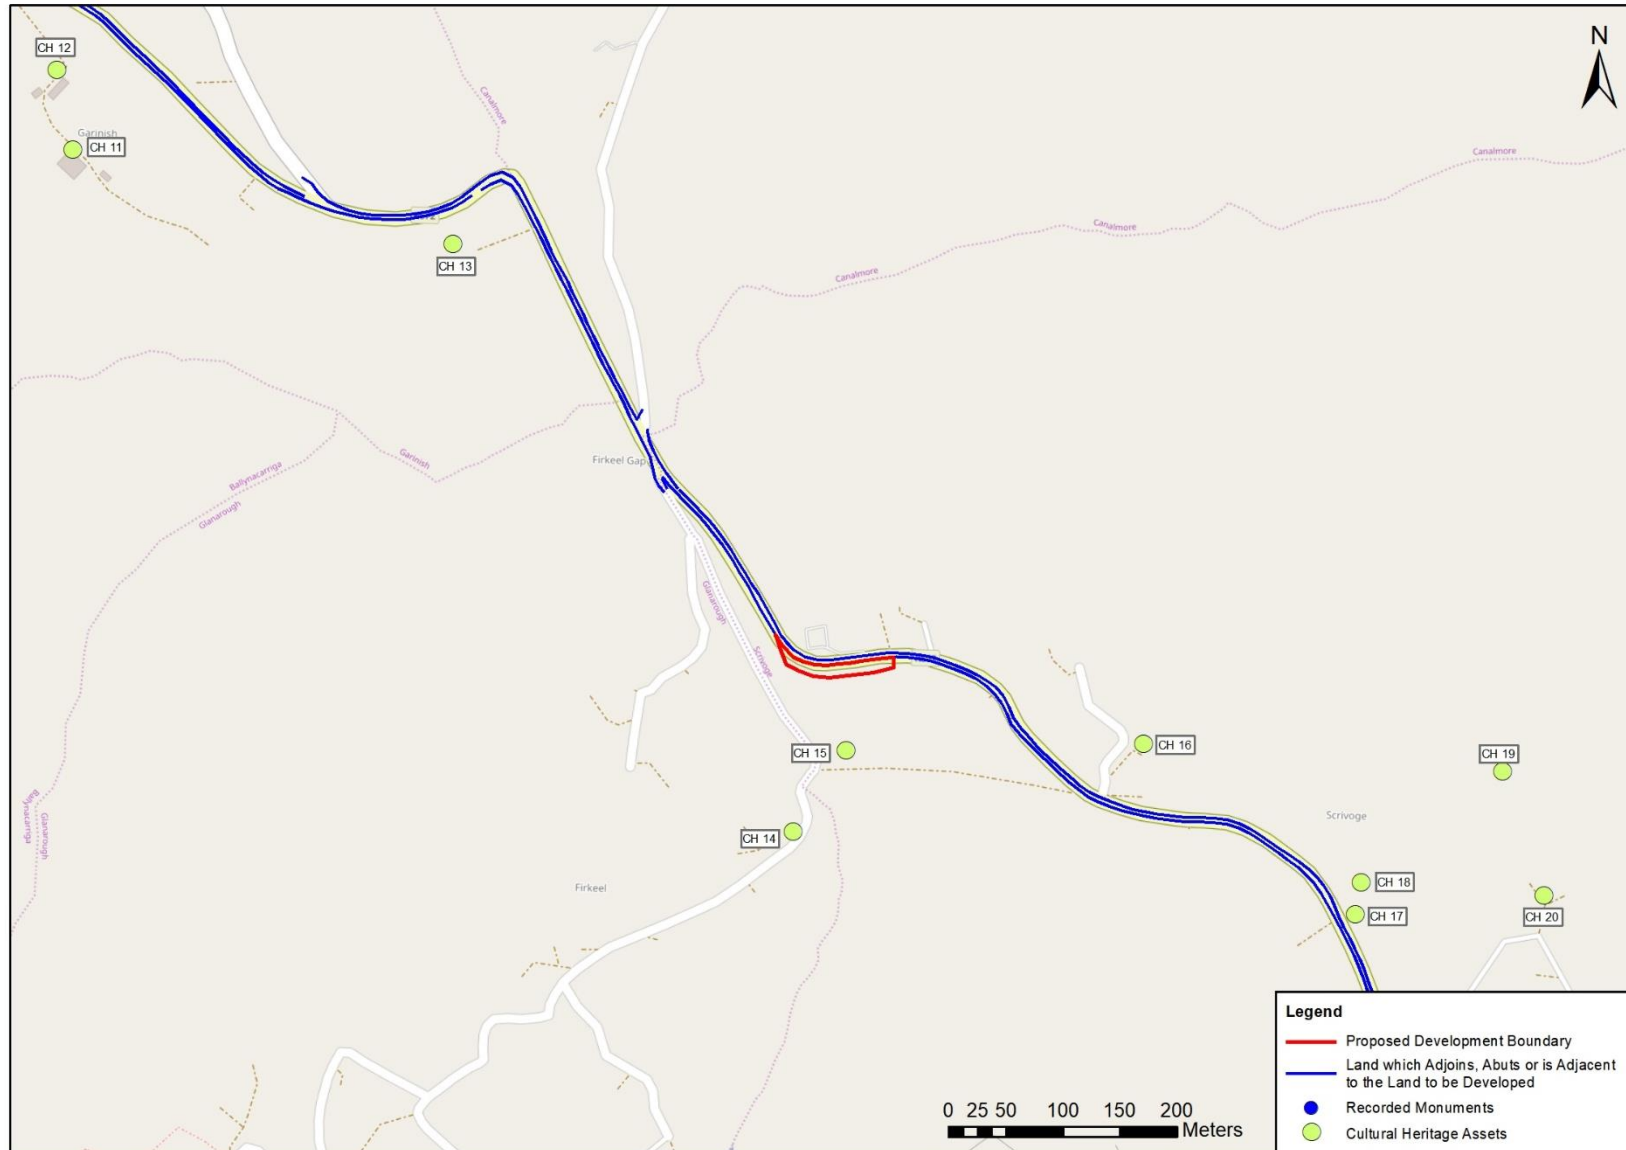 N
CH 12
Garinish
CH 11
Canalmore
Canalmore
Canalmore
Canalmore
CH 13
Firkeel Gap
Garinish
Ballynacarriga
Glanarough
Glanarough
Scrivoge
CH 15
CH 16
CH 19
Scrivoge
CH 14
Ballynacarriga
Glanarough
Firkeel
CH 18
CH 17
CH 20
Legend
Proposed Development Boundary
Land which Adjoins, Abuts or is Adjacent
to the Land to be Developed
Recorded Monuments
Cultural Heritage Assets
0 25 50 100 150 200
Meters